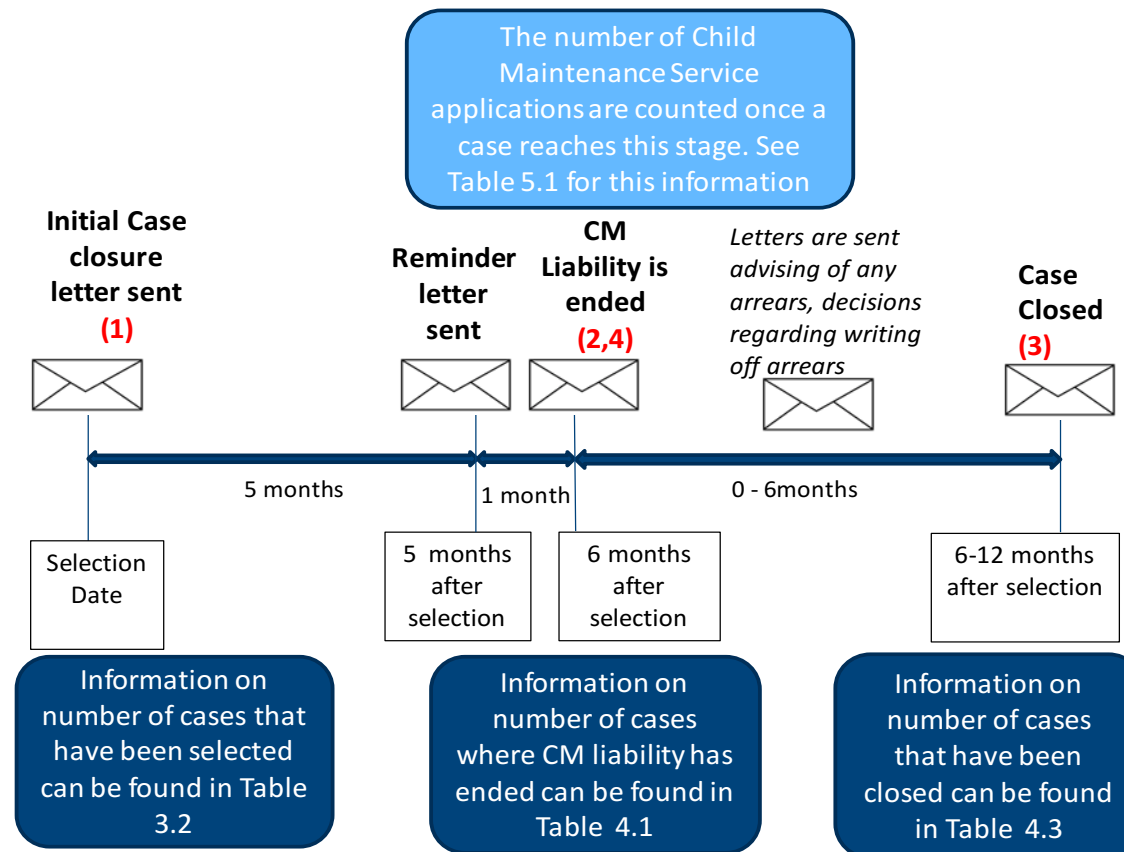 The number of Child
Maintenance Service
applications are counted once a
case reaches this stage. See
Table 5.1 for this information
Initial Case
closure
letter sent
(1)
Reminder
letter
sent
CM
Liability is
ended
(2,4)
Letters are sent
advising of any
arrears, decisions
regarding writing
off arrears
Case
Closed
(3)
5 months
1 month
0 - 6months
Selection
Date
5 months
after
selection
6 months
after
selection
6-12 months
after selection
Information on
number of cases that
have been selected
can be found in Table
3.2
Information on
number of cases
where CM liability has
ended can be found in
Table 4.1
Information on
number of cases
that have been
closed can be found
in Table 4.3